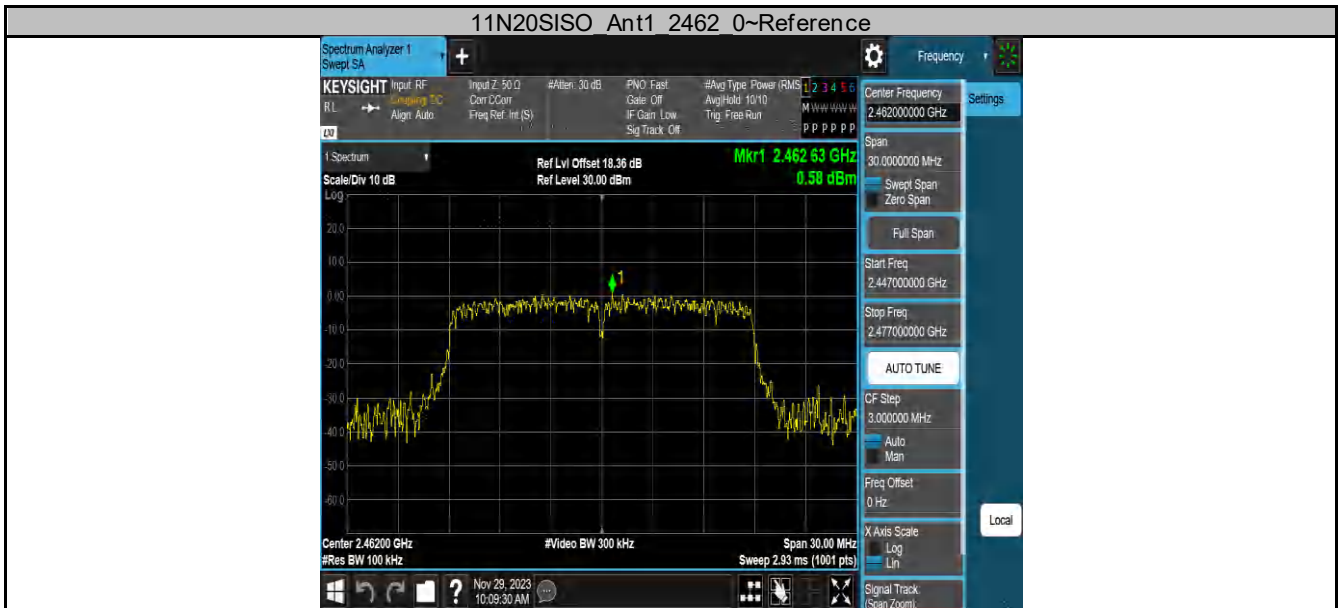 11N20SISO_Ant1_2462_0~Reference
Spectrum Analyzer 1
Swept SA
+
Frequency
KEYSIGHT Input: RF
RL
Coupling: DC
Align: Auto
LXI
Input Z: 50 Ω
Corr CCorr
Freq Ref: Int (S)
#Atten: 30 dB
PNO: Fast
Gate: Off
IF Gain: Low
Sig Track: Off
#Avg Type: Power (RMS
Avg|Hold: 10/10
Trig: Free Run
1 2 3 4 5 6
M W W W W W
P P P P P P
Center Frequency
2.462000000 GHz
Settings
1 Spectrum
Scale/Div 10 dB
Ref Lvl Offset 18.36 dB
Ref Level 30.00 dBm
Mkr1 2.462 63 GHz
0.58 dBm
Span
30.0000000 MHz
Swept Span
Zero Span
Full Span
Start Freq
2.447000000 GHz
Stop Freq
2.477000000 GHz
AUTO TUNE
CF Step
3.000000 MHz
Auto
Man
Freq Offset
0 Hz
X Axis Scale
Log
Lin
Signal Track
(Span Zoom)
Local
Log
20.0
10.0
0.00
-10.0
-20.0
-30.0
-40.0
-50.0
-60.0
1
Center 2.46200 GHz
#Res BW 100 kHz
#Video BW 300 kHz
Span 30.00 MHz
Sweep 2.93 ms (1001 pts)
?
Nov 29, 2023
10:09:30 AM